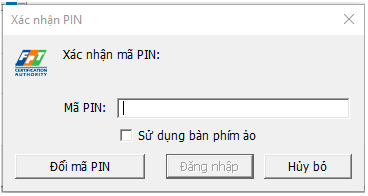 Xác nhận PIN
FPT
CERTIFICATION
AUTHORITY
Xác nhận mã PIN:
Mã PIN:
Sử dụng bàn phím ảo
Đổi mã PIN
Đăng nhập
Hủy bỏ